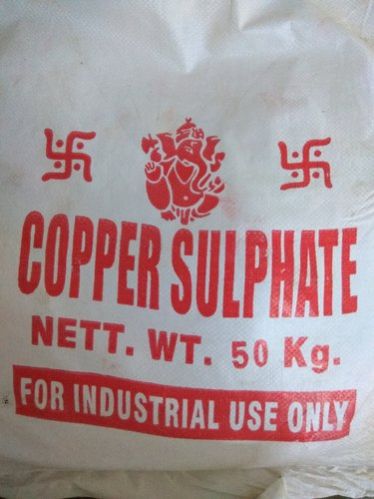 COPPER SULPHATE
NETT. WT. 50 Kg.
FOR INDUSTRIAL USE ONLY